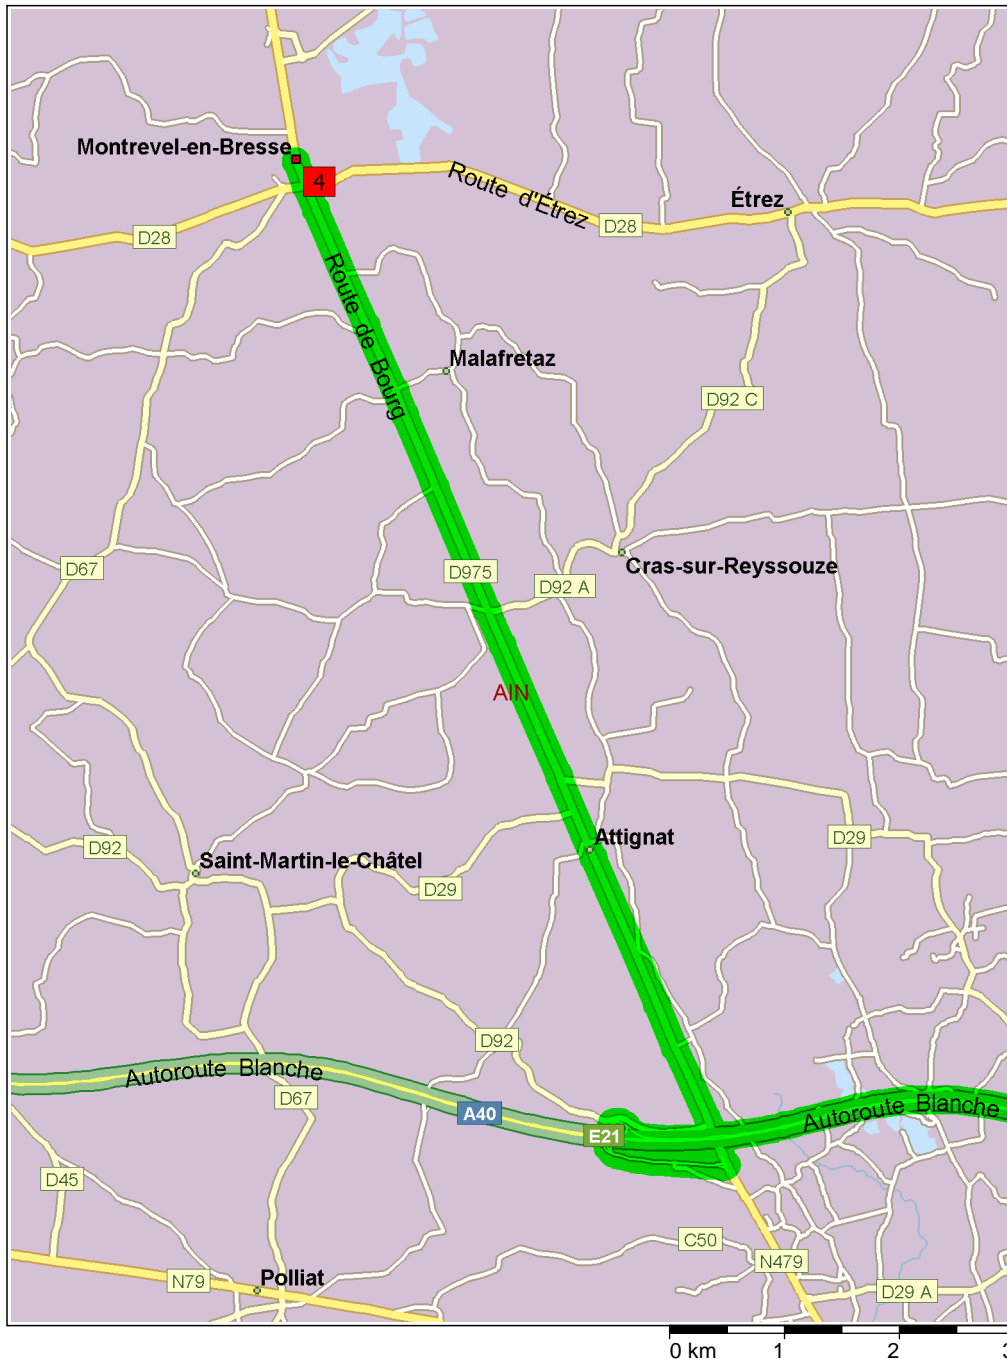 Montrevel-en-Bresse
4
Route d'Étrez
Étrez
D28
D28
Route de Bourg
Malafretaz
D92 C
D67
D975
D92 A
Cras-sur-Reyssouze
AIN
D92
Saint-Martin-le-Châtel
Attignat
D29
D29
D92
Autoroute Blanche
D67
A40
E21
Autoroute Blanche
D45
C50
N79
Polliat
N479
D29 A
0 km 1 2 3